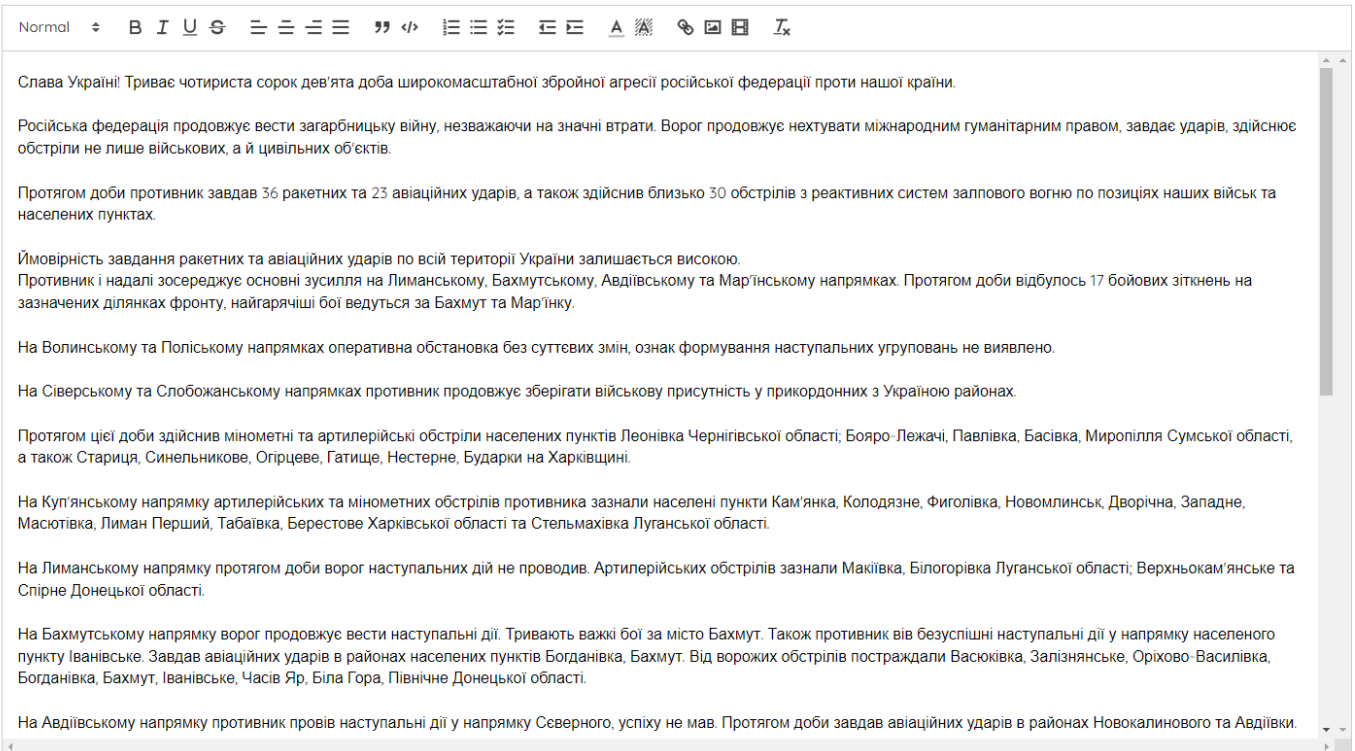 Normal
Слава Україні! Триває чотириста сорок дев'ята доба широкомасштабної збройної агресії російської федерації проти нашої країни.
Російська федерація продовжує вести загарбницьку війну, незважаючи на значні втрати. Ворог продовжує нехтувати міжнародним гуманітарним правом, завдає ударів, здійснює
обстріли не лише військових, а й цивільних об'єктів.
Протягом доби противник завдав 36 ракетних та 23 авіаційних ударів, а також здійснив близько 30 обстрілів з реактивних систем залпового вогню по позиціях наших військ та
населених пунктах.
Ймовірність завдання ракетних та авіаційних ударів по всій території України залишається високою.
Противник і надалі зосереджує основні зусилля на Лиманському, Бахмутському, Авдіївському та Мар'їнському напрямках. Протягом доби відбулось 17 бойових зіткнень на
зазначених ділянках фронту, найгарячіші бої ведуться за Бахмут та Мар'їнку.
На Волинському та Поліському напрямках оперативна обстановка без суттєвих змін, ознак формування наступальних угруповань не виявлено.
На Сіверському та Слобожанському напрямках противник продовжує зберігати військову присутність у прикордонних з Україною районах.
Протягом цієї доби здійснив мінометні та артилерійські обстріли населених пунктів Леонівка Чернігівської області; Бояро-Лежачі, Павлівка, Басівка, Миропілля Сумської області,
а також Стариця, Синельникове, Огірцеве, Гатище, Нестерне, Бударки на Харківщині.
На Куп'янському напрямку артилерійських та мінометних обстрілів противника зазнали населені пункти Кам'янка, Колодязне, Фиголівка, Новомлинськ, Дворічна, Западне,
Масютівка, Лиман Перший, Табаївка, Берестове Харківської області та Стельмахівка Луганської області.
На Лиманському напрямку протягом доби ворог наступальних дій не проводив. Артилерійських обстрілів зазнали Макіївка, Білогорівка Луганської області; Верхньокам'янське та
Спірне Донецької області.
На Бахмутському напрямку ворог продовжує вести наступальні дії. Тривають важкі бої за місто Бахмут. Також противник вів безуспішні наступальні дії у напрямку населеного
пункту Іванівське. Завдав авіаційних ударів в районах населених пунктів Богданівка, Бахмут. Від ворожих обстрілів постраждали Васюківка, Залізнянське, Оріхово-Василівка,
Богданівка, Бахмут, Іванівське, Часів Яр, Біла Гора, Північне Донецької області.
На Авдіївському напрямку противник провів наступальні дії у напрямку Сєверного, успіху не мав. Протягом доби завдав авіаційних ударів в районах Новокалинового та Авдіївки.